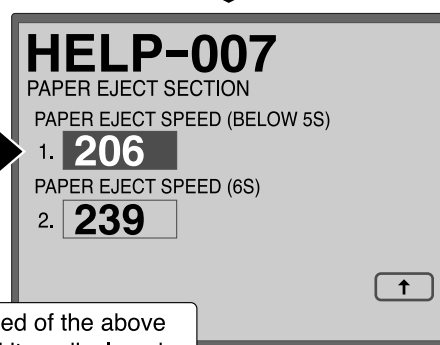 HELP-007
PAPER EJECT SECTION
PAPER EJECT SPEED (BELOW 5S)
1. 206
PAPER EJECT SPEED (6S)
2. 239
↑
ed of the above